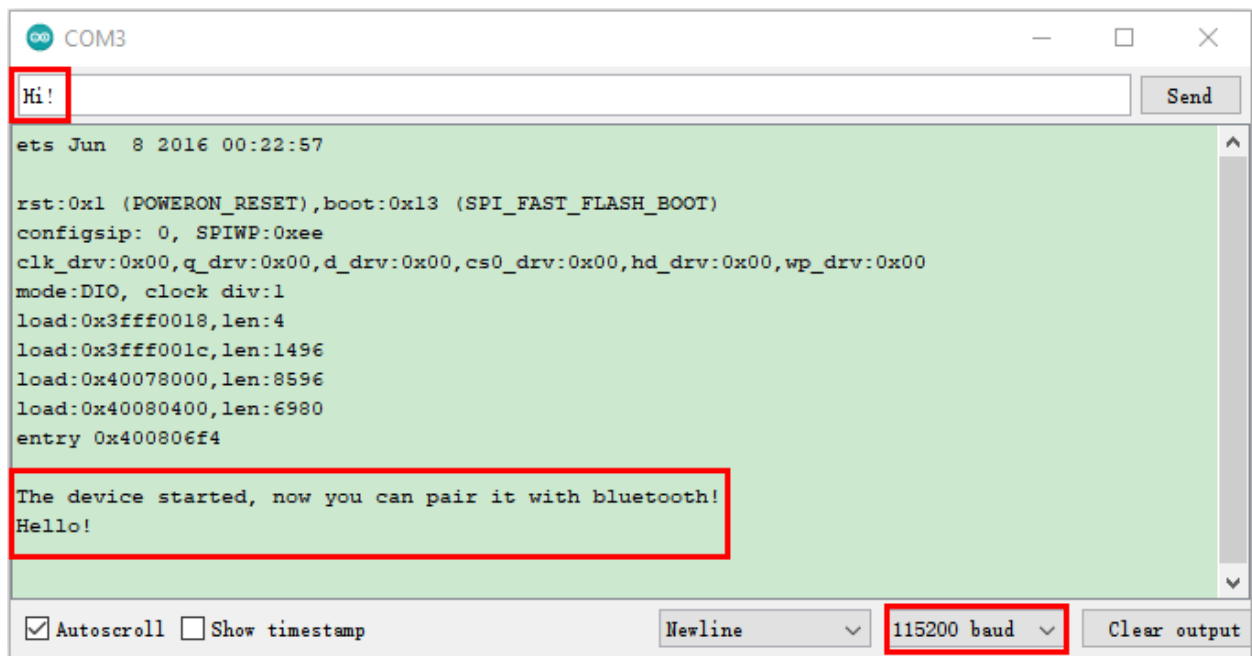 COM3
Hi!
Send
ets Jun  8 2016 00:22:57
rst:0x1 (POWERON_RESET),boot:0x13 (SPI_FAST_FLASH_BOOT)
configsip: 0, SPIWP:0xee
clk_drv:0x00,q_drv:0x00,d_drv:0x00,cs0_drv:0x00,hd_drv:0x00,wp_drv:0x00
mode:DIO, clock div:1
load:0x3fff0018,len:4
load:0x3fff001c,len:1496
load:0x40078000,len:8596
load:0x40080400,len:6980
entry 0x400806f4
The device started, now you can pair it with bluetooth!
Hello!
Autoscroll Show timestamp Newline 115200 baud Clear output